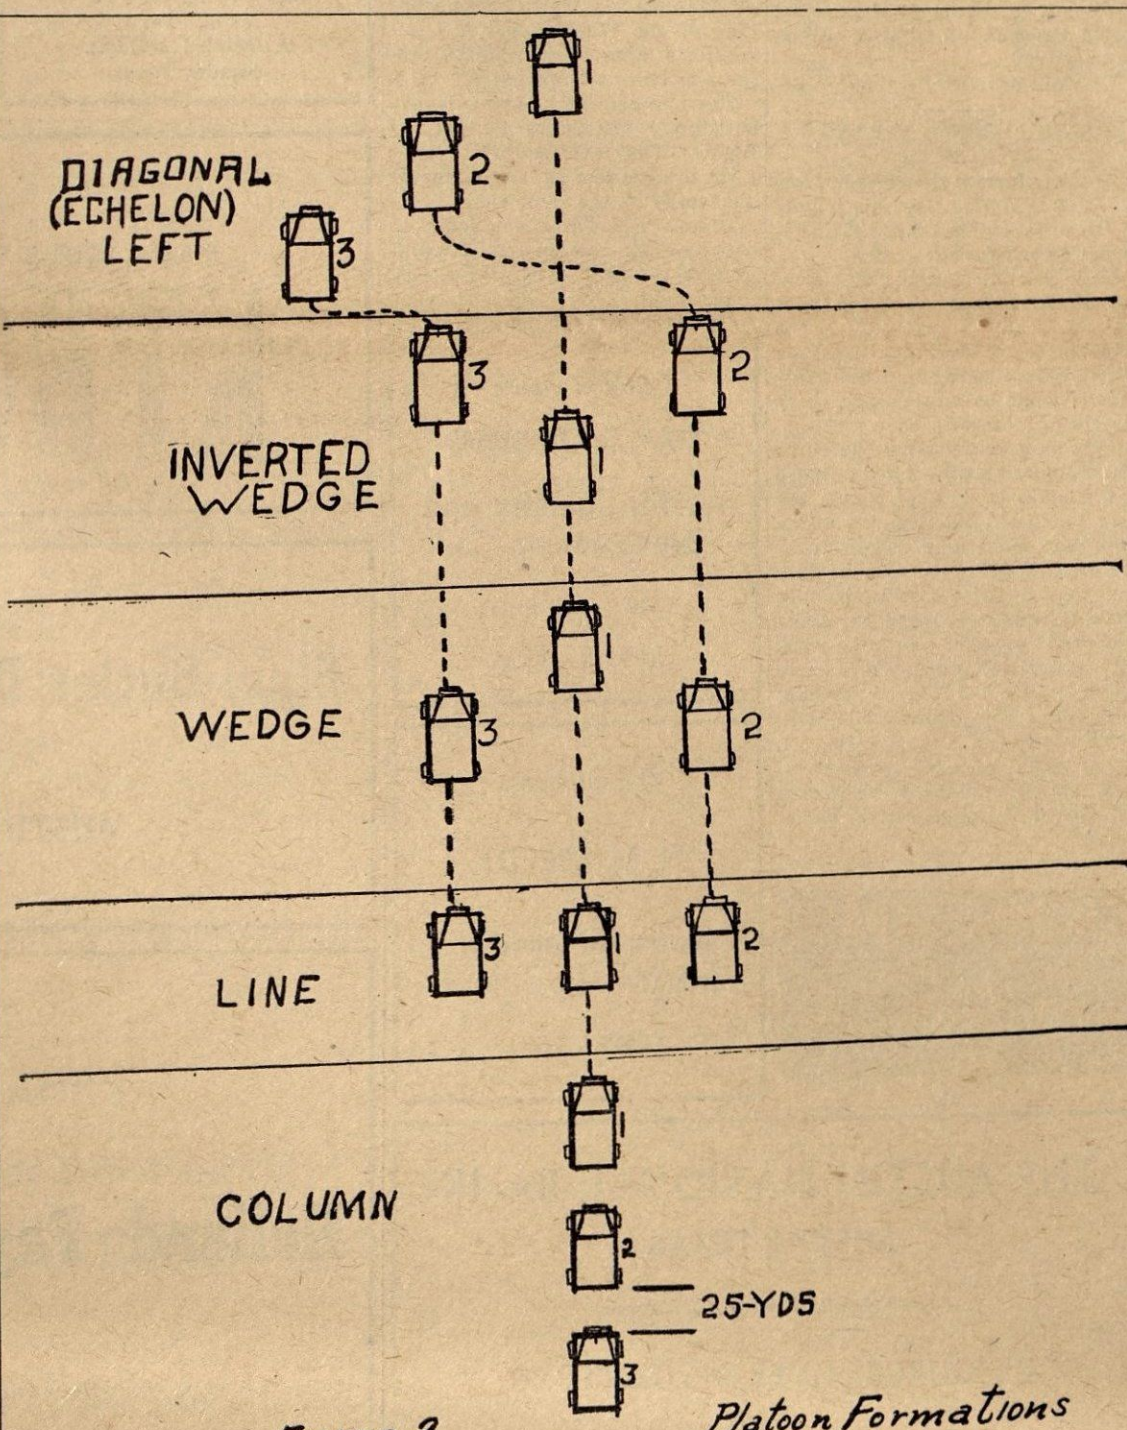 1
2
DIAGONAL
(ECHELON)
LEFT
3
3
2
INVERTED
WEDGE
1
1
WEDGE
3
2
LINE
3
1
2
1
COLUMN
2
25-YDS
3
Platoon Formations